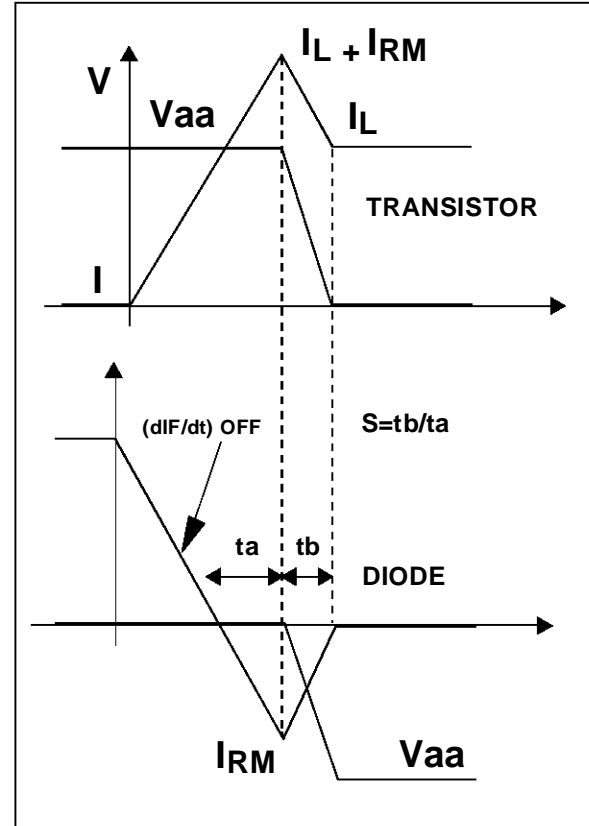 IL + IRM
V
Vaa
IL
TRANSISTOR
I
(dIF/dt) OFF
S=tb/ta
ta
tb
DIODE
IRM
Vaa